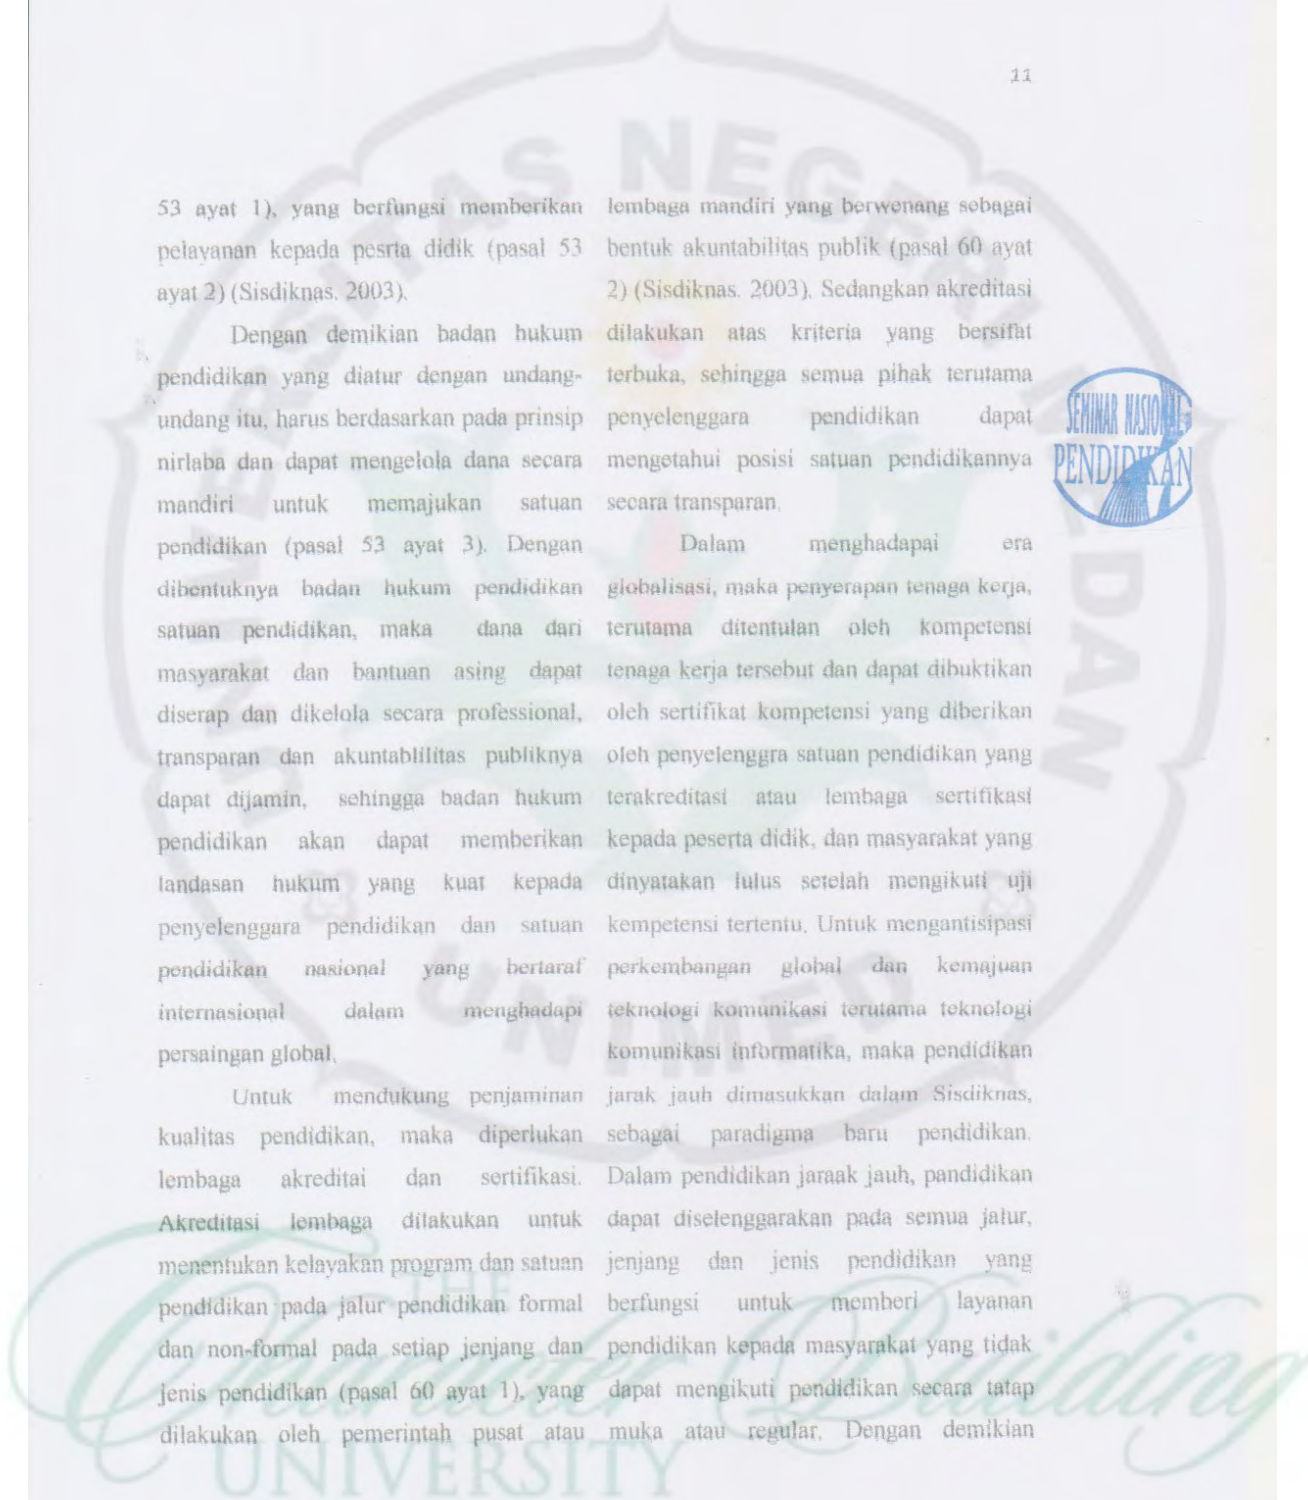 11
53 ayat 1), yang berfungsi memberikan
pelayanan kepada pesrta didik (pasal 53
ayat 2) (Sisdiknas. 2003).
Dengan demikian badan hukum
pendidikan yang diatur dengan undang-
undang itu, harus berdasarkan pada prinsip
nirlaba dan dapat mengelola dana secara
mandiri untuk memajukan satuan
pendidikan (pasal 53 ayat 3). Dengan
dibentuknya badan hukum pendidikan
satuan pendidikan, maka dana dari
masyarakat dan bantuan asing dapat
diserap dan dikelola secara professional,
transparan dan akuntablilitas publiknya
dapat dijamin, sehingga badan hukum
pendidikan akan dapat memberikan
landasan hukum yang kuat kepada
penyelenggara pendidikan dan satuan
pendidikan nasional yang bertaraf
internasional dalam menghadapi
persaingan global.
Untuk mendukung penjaminan
kualitas pendidikan, maka diperlukan
lembaga akreditai dan sertifikasi.
Akreditasi lembaga dilakukan untuk
menentukan kelayakan program dan satuan
pendidikan pada jalur pendidikan formal
dan non-formal pada setiap jenjang dan
jenis pendidikan (pasal 60 ayat 1), yang
dilakukan oleh pemerintah pusat atau
lembaga mandiri yang berwenang sebagai
bentuk akuntabilitas publik (pasal 60 ayat
2) (Sisdiknas. 2003). Sedangkan akreditasi
dilakukan atas kriteria yang bersifat
terbuka, sehingga semua pihak terutama
penyelenggara pendidikan dapat
mengetahui posisi satuan pendidikannya
secara transparan.
Dalam menghadapai era
globalisasi, maka penyerapan tenaga kerja,
terutama ditentulan oleh kompetensi
tenaga kerja tersebut dan dapat dibuktikan
oleh sertifikat kompetensi yang diberikan
oleh penyelenggra satuan pendidikan yang
terakreditasi atau lembaga sertifikasi
kepada peserta didik, dan masyarakat yang
dinyatakan lulus setelah mengikuti uji
kempetensi tertentu. Untuk mengantisipasi
perkembangan global dan kemajuan
teknologi komunikasi terutama teknologi
komunikasi informatika, maka pendidikan
jarak jauh dimasukkan dalam Sisdiknas,
sebagai paradigma baru pendidikan.
Dalam pendidikan jaraak jauh, pandidikan
dapat diselenggarakan pada semua jalur,
jenjang dan jenis pendidikan yang
berfungsi untuk memberi layanan
pendidikan kepada masyarakat yang tidak
dapat mengikuti pendidikan secara tatap
muka atau regular. Dengan demikian
SEMINAR NASIONAL
PENDIDIKAN
UNIVERSITAS NEGERI MEDAN
UNIMED
THE
Character Building
UNIVERSITY